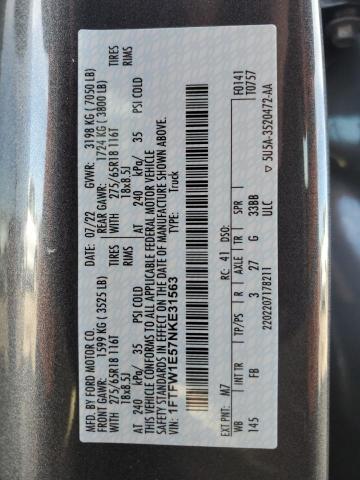 MFD. BY FORD MOTOR CO.
DATE: 07/22 GVWR: 3198 KG ( 7050 LB)
FRONT GAWR: 1599 KG ( 3525 LB) REAR GAWR: 1724 KG ( 3800 LB)
WITH 275/65R18 116T TIRES WITH 275/65R18 116T TIRES
18x8.5J RIMS 18x8.5J RIMS
AT 240 kPa/ 35 PSI COLD AT 240 kPa/ 35 PSI COLD
THIS VEHICLE CONFORMS TO ALL APPLICABLE FEDERAL MOTOR VEHICLE
SAFETY STANDARDS IN EFFECT ON THE DATE OF MANUFACTURE SHOWN ABOVE.
VIN: 1FTFW1E57NKE31563
TYPE: Truck
F0141
T0757
EXT PNT: M7 RC: 41 DSO:
WB INT TR TP/PS R AXLE TR SPR
145 FB 3 27 G 33BB
2202207178211 ULC
5U5A-3520472-AA